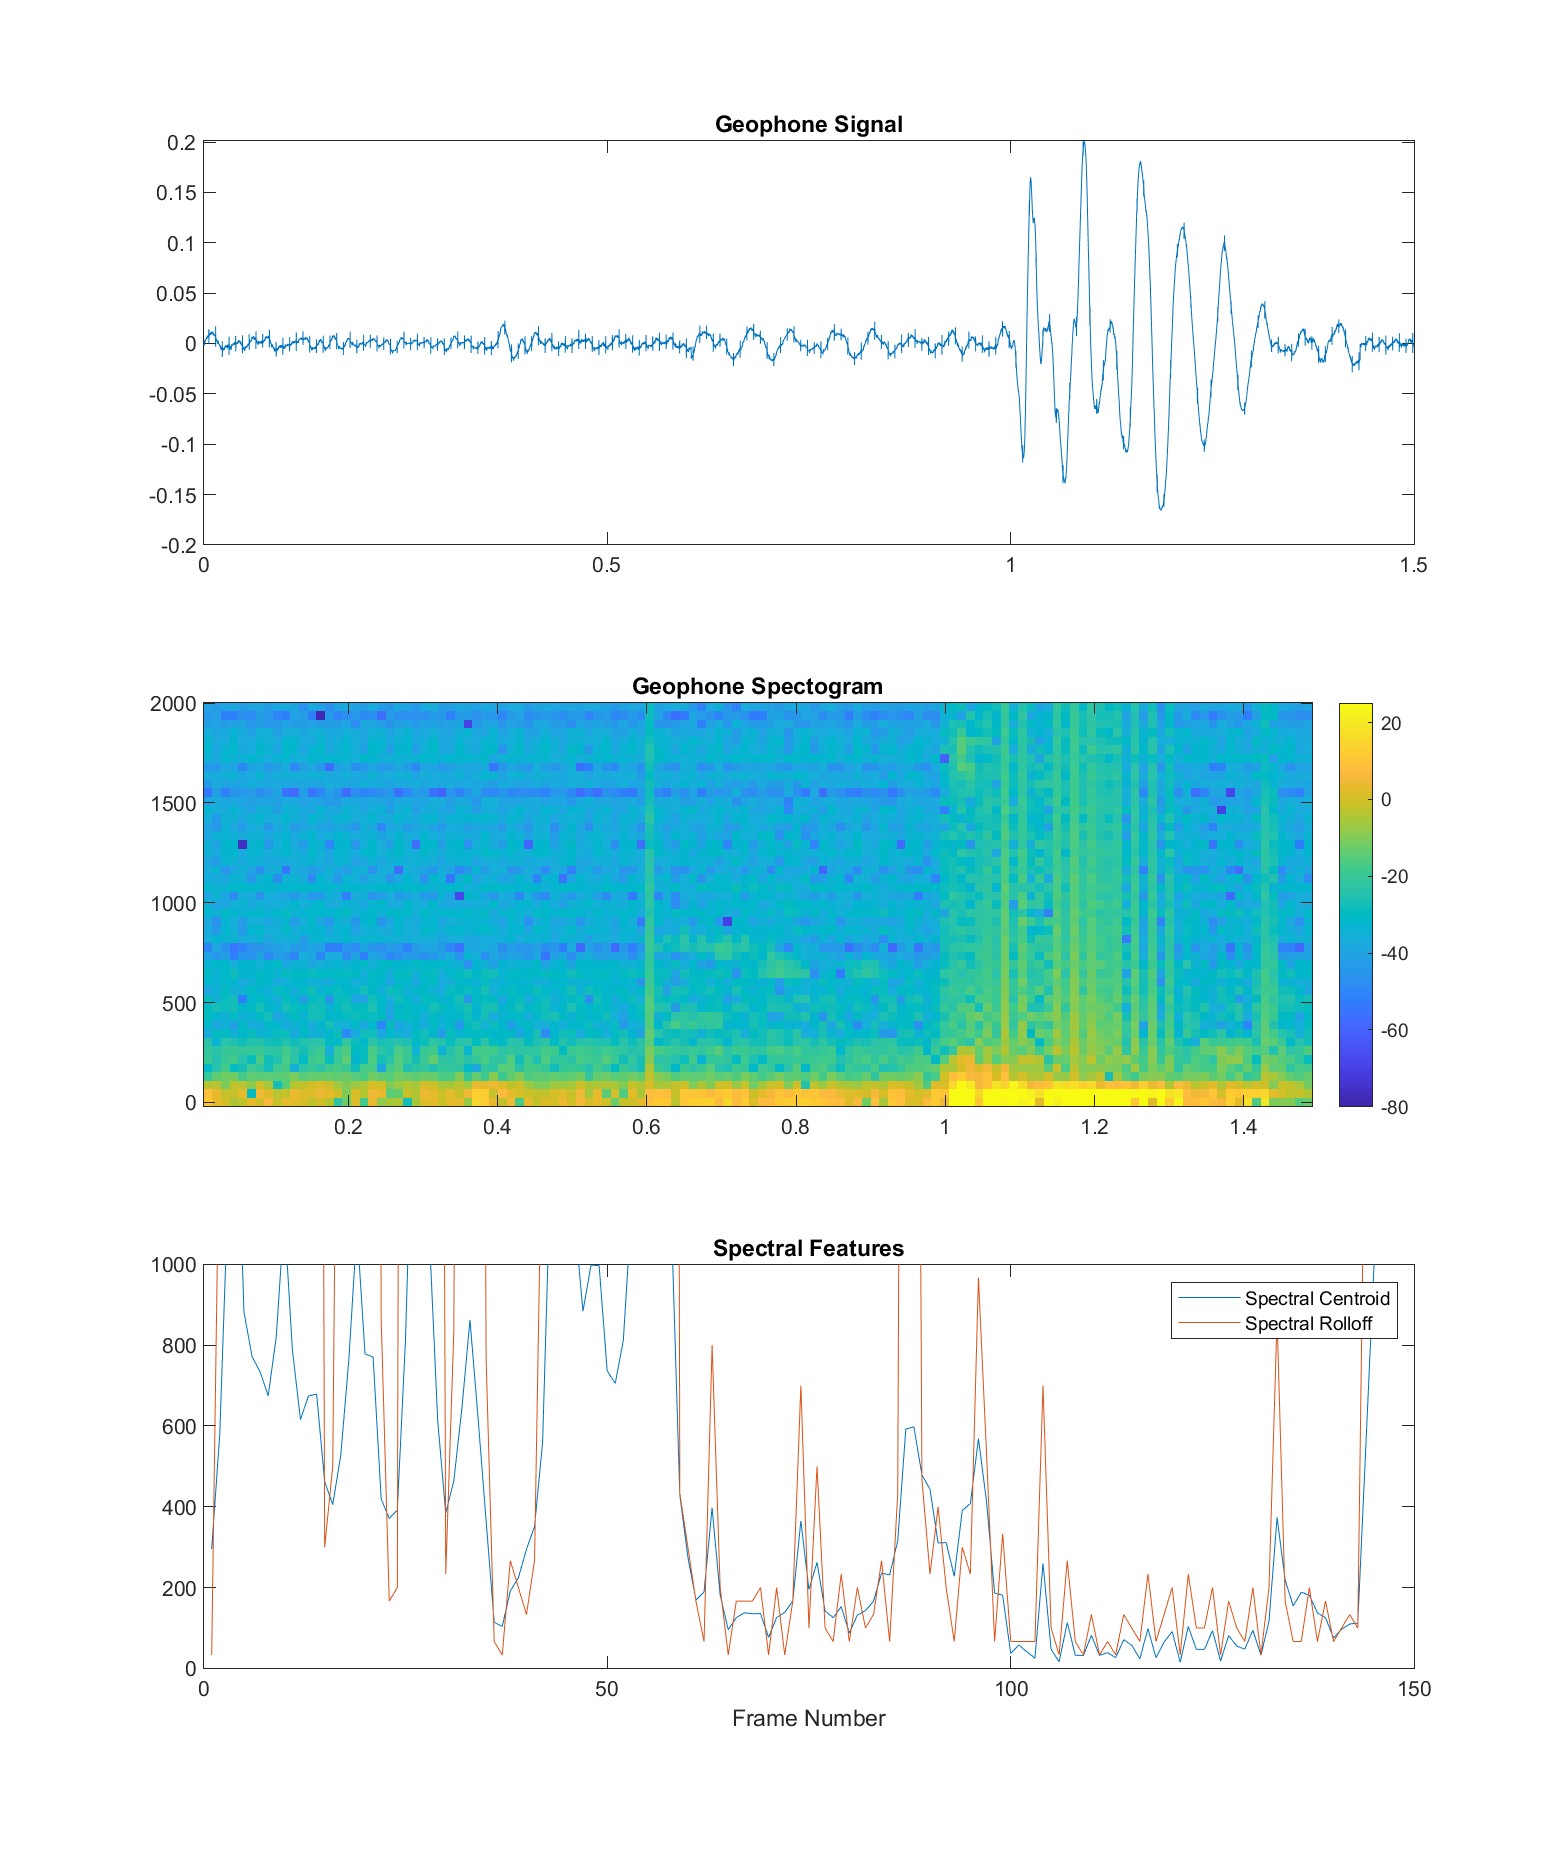 Geophone Signal
0.2
0.15
0.1
0.05
0
-0.05
-0.1
-0.15
-0.2
0 0.5 1 1.5
Geophone Spectogram
2000
1500
1000
500
0
0.2 0.4 0.6 0.8 1 1.2 1.4
20
0
-20
-40
-60
-80
Spectral Features
1000
800
600
400
200
0
Spectral Centroid
Spectral Rolloff
0 50 100 150
Frame Number